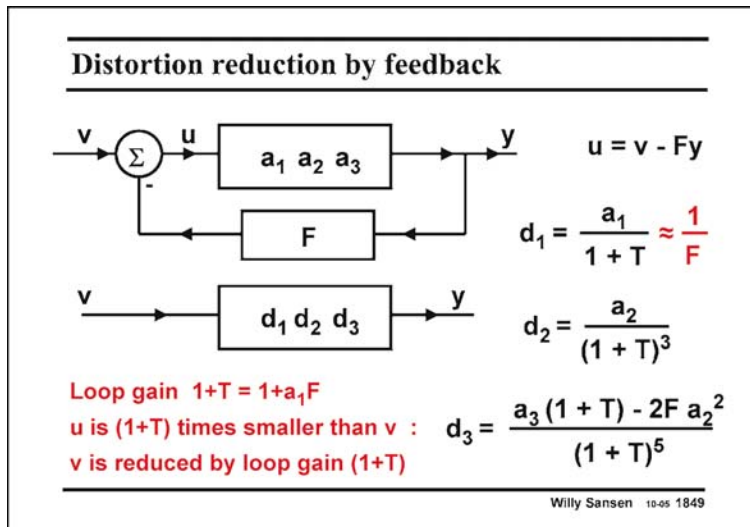 Distortion reduction by feedback
v u y
Σ
-
a₁ a₂ a₃
F
u = v - Fy
d₁ = a₁ / (1 + T) ≈ 1 / F
v y
d₁ d₂ d₃
d₂ = a₂ / (1 + T)³
Loop gain 1+T = 1+a₁F
u is (1+T) times smaller than v :
v is reduced by loop gain (1+T)
d₃ = (a₃ (1 + T) - 2F a₂²) / (1 + T)⁵
Willy Sansen 10-05 1849